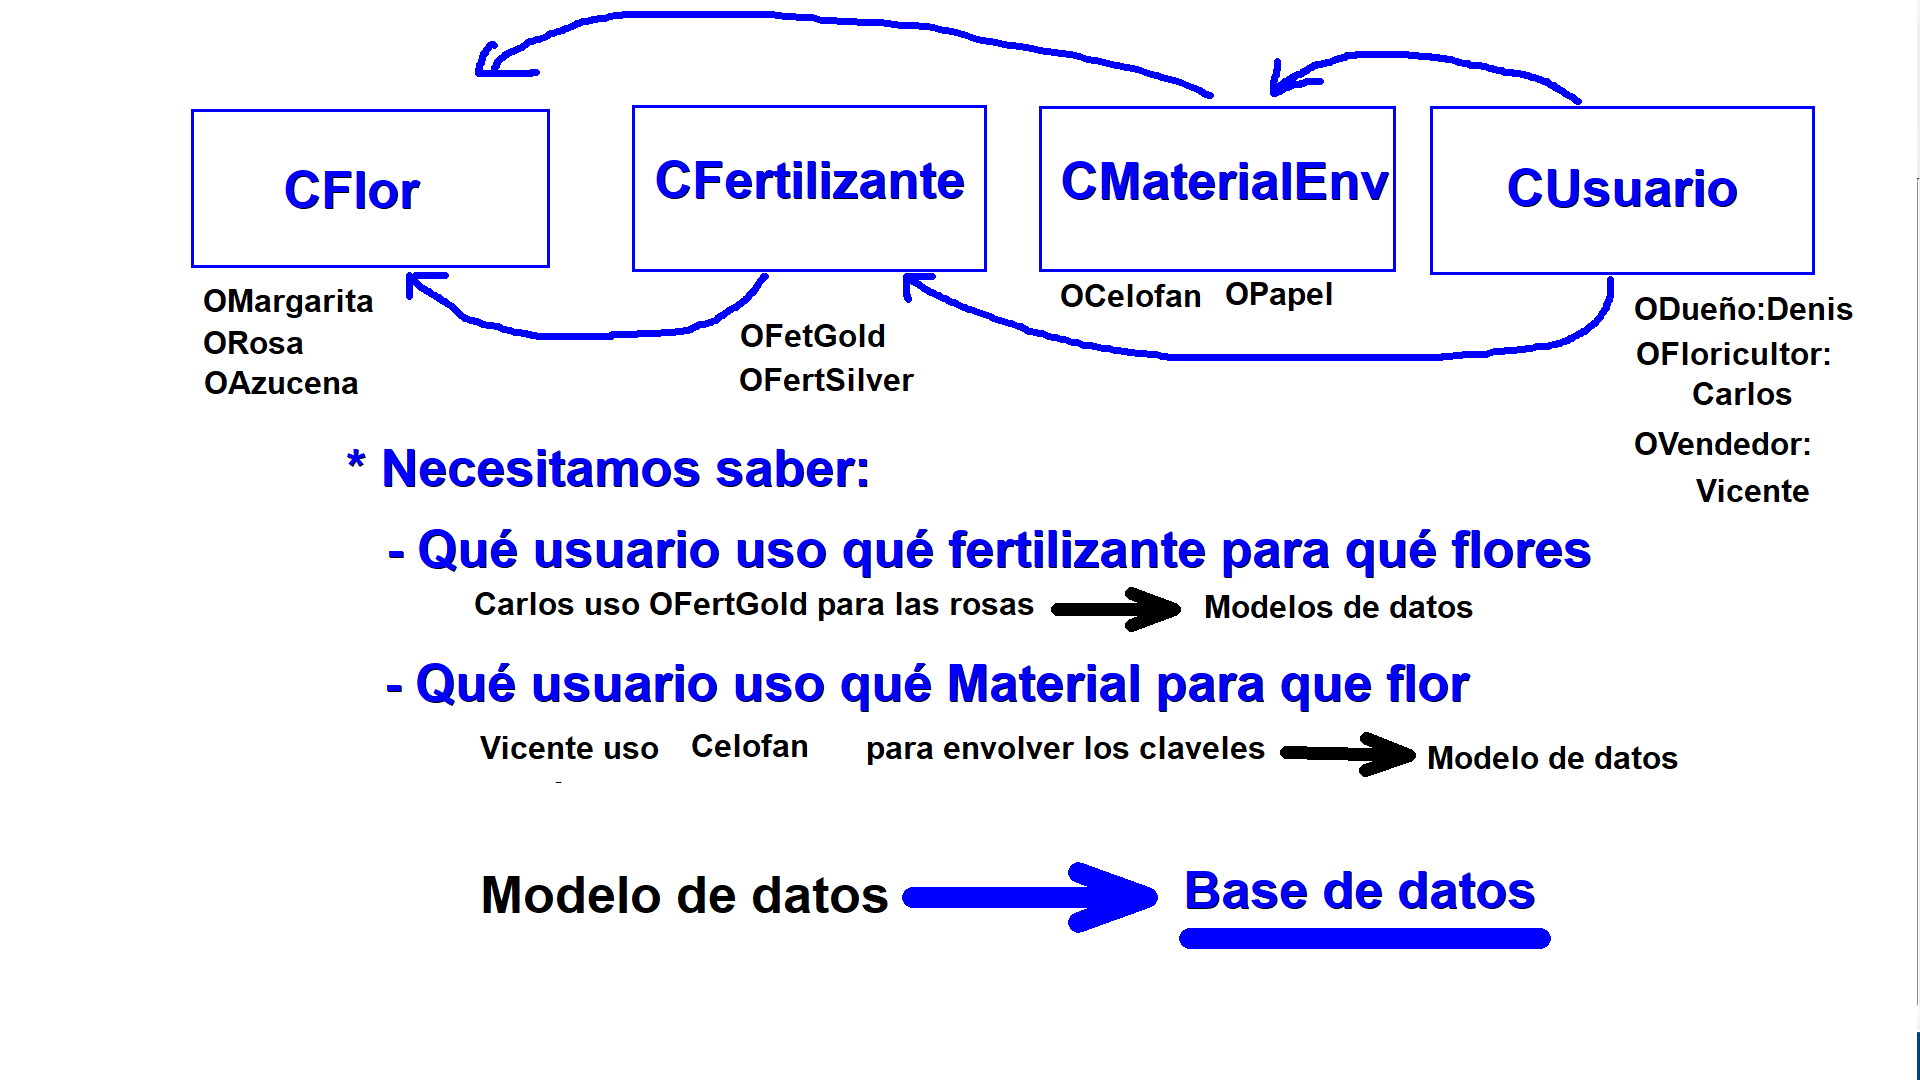 CFlor
CFertilizante
CMaterialEnv
CUsuario
OMargarita
ORosa
OAzucena
OFetGold
OFertSilver
OCelofan OPapel
ODueño:Denis
OFloricultor:
Carlos
OVendedor:
Vicente
* Necesitamos saber:
- Qué usuario uso qué fertilizante para qué flores
Carlos uso OFertGold para las rosas Modelos de datos
- Qué usuario uso qué Material para que flor
Vicente uso Celofan para envolver los claveles Modelo de datos
Modelo de datos Base de datos